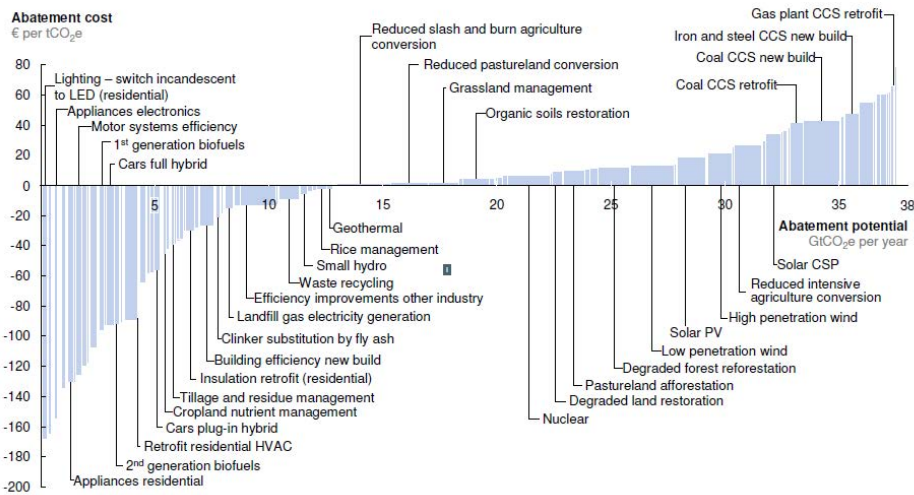 Abatement cost
€ per tCO2e
80
60
40
20
0
-20
-40
-60
-80
-100
-120
-140
-160
-180
-200
Lighting – switch incandescent
to LED (residential)
Appliances electronics
Motor systems efficiency
1st generation biofuels
Cars full hybrid
Reduced slash and burn agriculture
conversion
Reduced pastureland conversion
Grassland management
Organic soils restoration
Gas plant CCS retrofit
Iron and steel CCS new build
Coal CCS new build
Coal CCS retrofit
5
10
15
20
25
30
35
38
Abatement potential
GtCO2e per year
Geothermal
Rice management
Small hydro
Waste recycling
Efficiency improvements other industry
Landfill gas electricity generation
Clinker substitution by fly ash
Building efficiency new build
Insulation retrofit (residential)
Tillage and residue management
Cropland nutrient management
Cars plug-in hybrid
Retrofit residential HVAC
2nd generation biofuels
Appliances residential
Solar CSP
Reduced intensive
agriculture conversion
High penetration wind
Solar PV
Low penetration wind
Degraded forest reforestation
Pastureland afforestation
Degraded land restoration
Nuclear